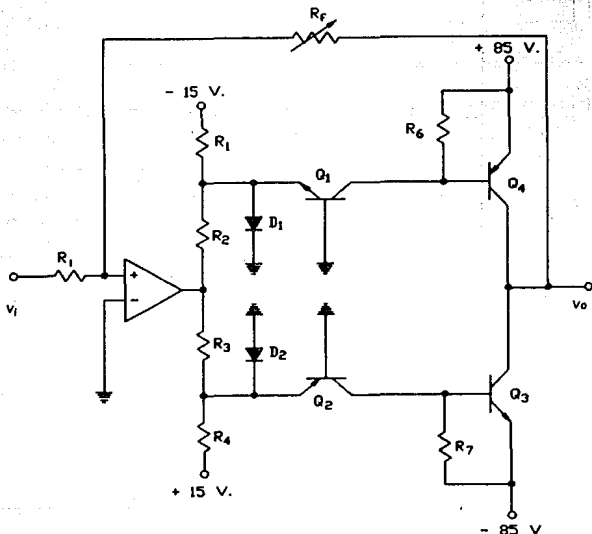 RF
+ 85 V.
- 15 V.
R1
R6
Q1
Q4
R2
D1
R1
+
-
vi
vo
R3
D2
Q2
Q3
R4
R7
+ 15 V.
- 85 V